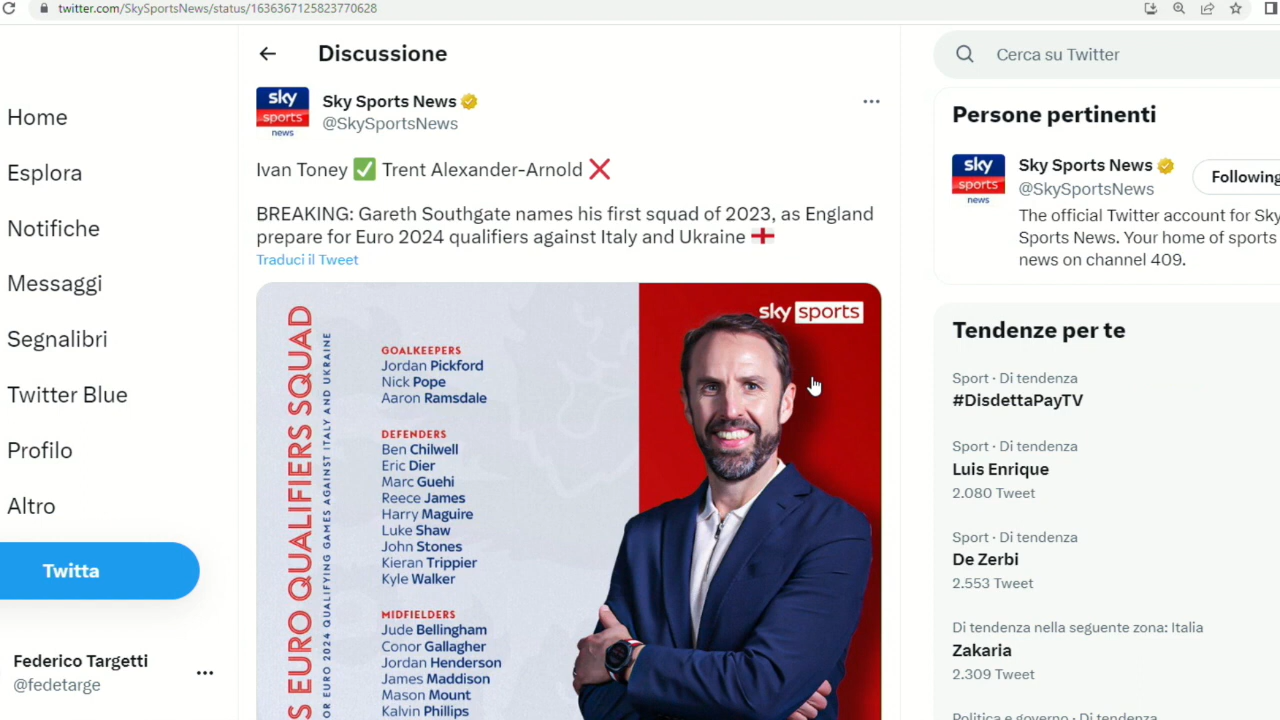 twitter.com/SkySportsNews/status/1636367125823770628
Home
Esplora
Notifiche
Messaggi
Segnalibri
Twitter Blue
Profilo
Altro
Twitta
Federico Targetti
@fedetarge
Discussione
sky
sports
news
Sky Sports News
@SkySportsNews
Ivan Toney ✅ Trent Alexander-Arnold ❌
BREAKING: Gareth Southgate names his first squad of 2023, as England
prepare for Euro 2024 qualifiers against Italy and Ukraine 🏴󠁧󠁢󠁥󠁮󠁧󠁿
Traduci il Tweet
sky sports
S EURO QUALIFIERS SQUAD
OR EURO 2024 QUALIFYING GAMES AGAINST ITALY AND UKRAINE
GOALKEEPERS
Jordan Pickford
Nick Pope
Aaron Ramsdale
DEFENDERS
Ben Chilwell
Eric Dier
Marc Guehi
Reece James
Harry Maguire
Luke Shaw
John Stones
Kieran Trippier
Kyle Walker
MIDFIELDERS
Jude Bellingham
Conor Gallagher
Jordan Henderson
James Maddison
Mason Mount
Kalvin Phillips
Cerca su Twitter
Persone pertinenti
sky
sports
news
Sky Sports News
@SkySportsNews
Following
The official Twitter account for Sky
Sports News. Your home of sports
news on channel 409.
Tendenze per te
Sport · Di tendenza
#DisdettaPayTV
Sport · Di tendenza
Luis Enrique
2.080 Tweet
Sport · Di tendenza
De Zerbi
2.553 Tweet
Di tendenza nella seguente zona: Italia
Zakaria
2.309 Tweet
Politica e governo · Di tendenza